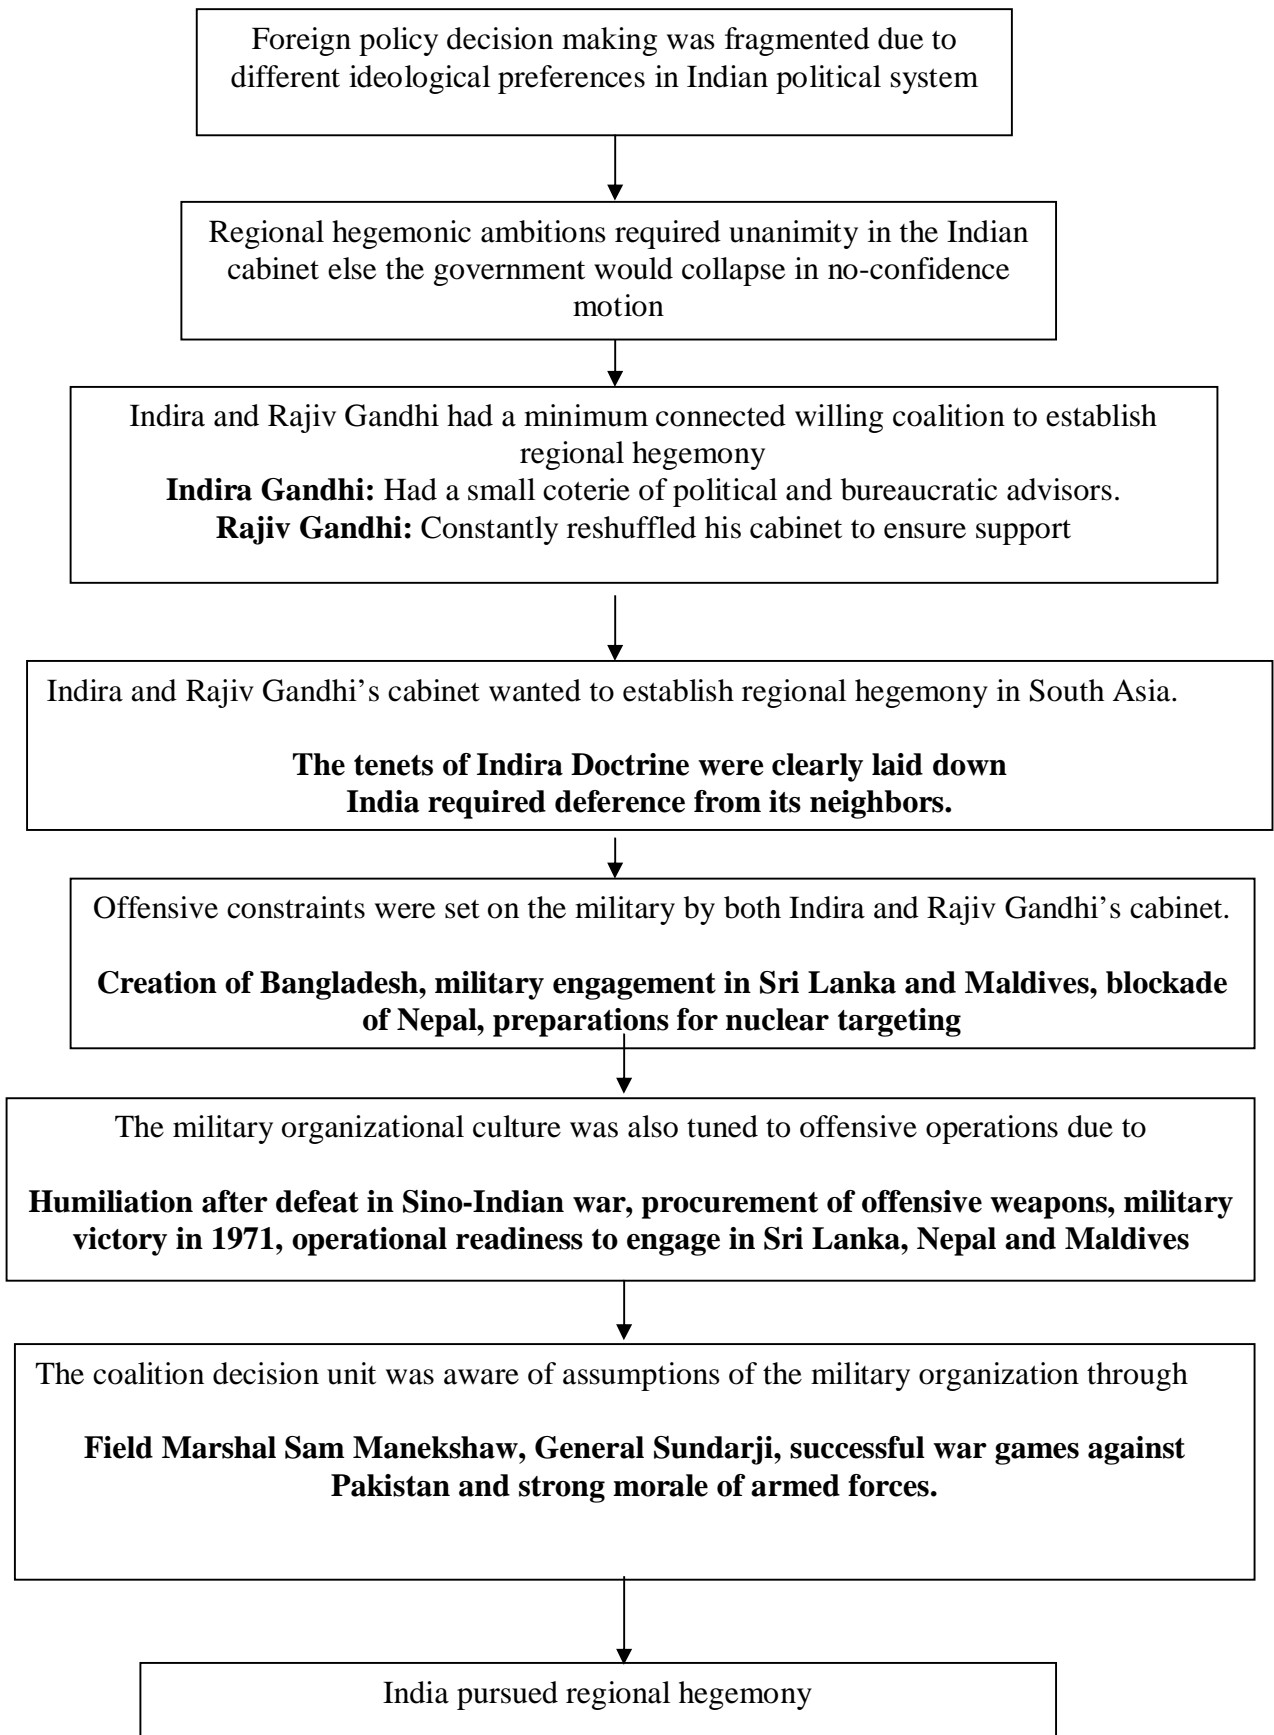 Foreign policy decision making was fragmented due to
different ideological preferences in Indian political system
Regional hegemonic ambitions required unanimity in the Indian
cabinet else the government would collapse in no-confidence
motion
Indira and Rajiv Gandhi had a minimum connected willing coalition to establish
regional hegemony
Indira Gandhi: Had a small coterie of political and bureaucratic advisors.
Rajiv Gandhi: Constantly reshuffled his cabinet to ensure support
Indira and Rajiv Gandhi’s cabinet wanted to establish regional hegemony in South Asia.
The tenets of Indira Doctrine were clearly laid down
India required deference from its neighbors.
Offensive constraints were set on the military by both Indira and Rajiv Gandhi’s cabinet.
Creation of Bangladesh, military engagement in Sri Lanka and Maldives, blockade
of Nepal, preparations for nuclear targeting
The military organizational culture was also tuned to offensive operations due to
Humiliation after defeat in Sino-Indian war, procurement of offensive weapons, military
victory in 1971, operational readiness to engage in Sri Lanka, Nepal and Maldives
The coalition decision unit was aware of assumptions of the military organization through
Field Marshal Sam Manekshaw, General Sundarji, successful war games against
Pakistan and strong morale of armed forces.
India pursued regional hegemony